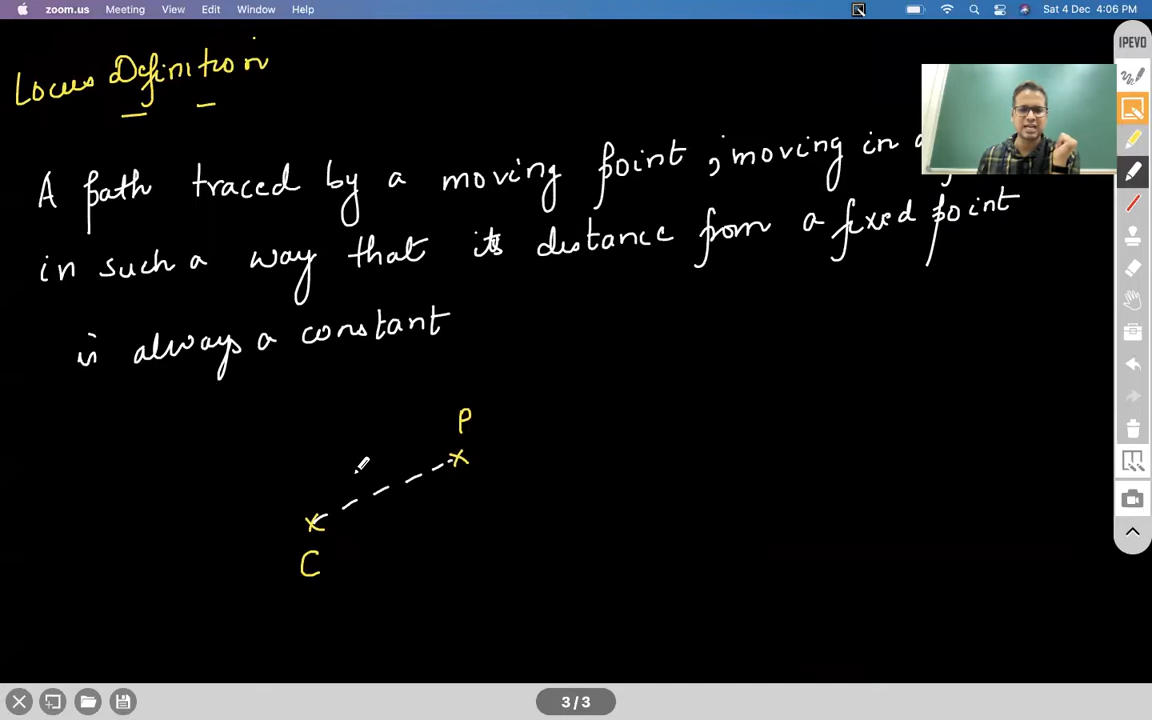 zoom.us Meeting View Edit Window Help Sat 4 Dec 4:06 PM
IPEVO
Locus Definition
A path traced by a moving point, moving in
in such a way that its distance from a fixed point
is always a constant
P
C
3/3